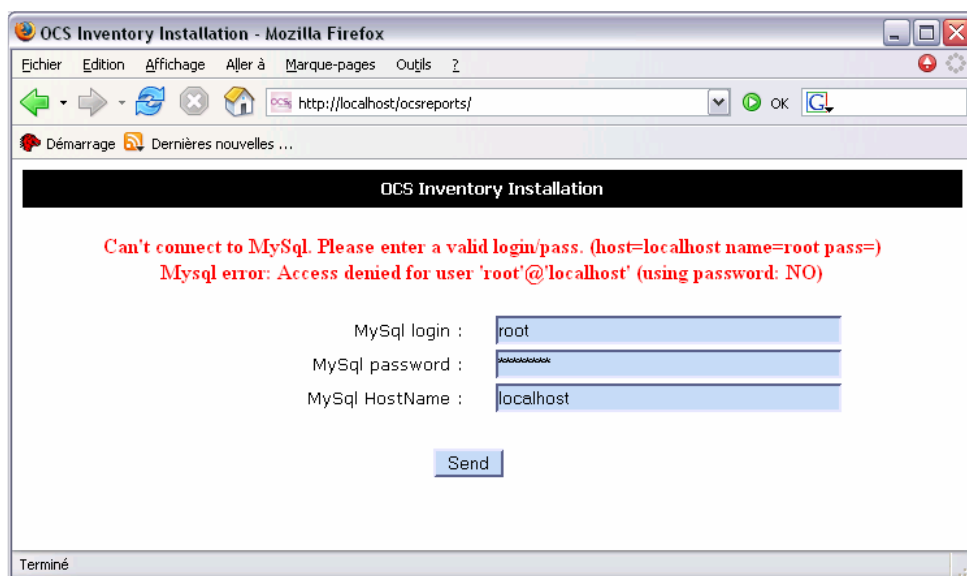 OCS Inventory Installation - Mozilla Firefox
Fichier Edition Affichage Aller à Marque-pages Outils ?
http://localhost/ocsreports/ OK G
Démarrage Dernières nouvelles ...
OCS Inventory Installation
Can't connect to MySql. Please enter a valid login/pass. (host=localhost name=root pass=)
Mysql error: Access denied for user 'root'@'localhost' (using password: NO)
MySql login : root
MySql password : *********
MySql HostName : localhost
Send
Terminé